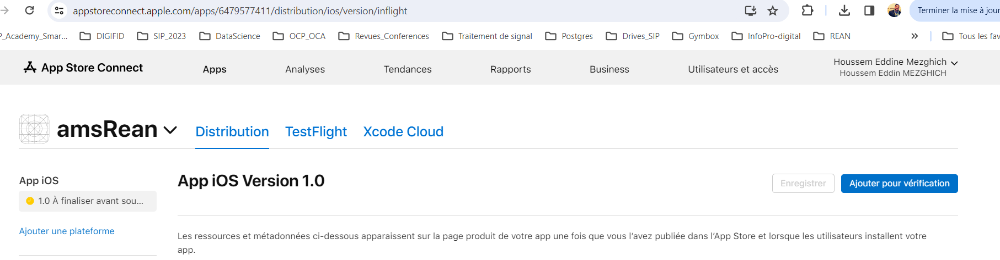 appstoreconnect.apple.com/apps/6479577411/distribution/ios/version/inflight
Terminer la mise à jour
P_Academy_Smar... DIGIFID SIP_2023 DataScience OCP_OCA Revues_Conferences Traitement de signal Postgres Drives_SIP Gymbox InfoPro-digital REAN » Tous les fav
App Store Connect Apps Analyses Tendances Rapports Business Utilisateurs et accès Houssem Eddine Mezghich
Houssem Eddin MEZGHICH
amsRean Distribution TestFlight Xcode Cloud
App iOS
1.0 À finaliser avant sou...
Ajouter une plateforme
App iOS Version 1.0
Enregistrer Ajouter pour vérification
Les ressources et métadonnées ci-dessous apparaissent sur la page produit de votre app une fois que vous l’avez publiée dans l’App Store et lorsque les utilisateurs installent votre
app.